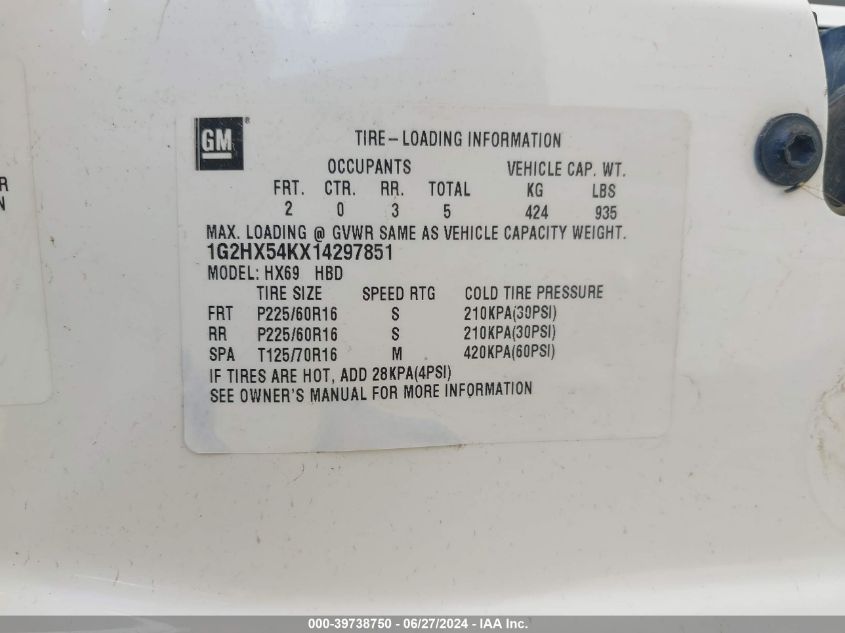 GM ®
TIRE-LOADING INFORMATION
OCCUPANTS VEHICLE CAP. WT.
FRT. CTR. RR. TOTAL KG LBS
2 0 3 5 424 935
MAX. LOADING @ GVWR SAME AS VEHICLE CAPACITY WEIGHT.
1G2HX54KX14297851
MODEL: HX69 HBD
TIRE SIZE SPEED RTG COLD TIRE PRESSURE
FRT P225/60R16 S 210KPA(30PSI)
RR P225/60R16 S 210KPA(30PSI)
SPA T125/70R16 M 420KPA(60PSI)
IF TIRES ARE HOT, ADD 28KPA(4PSI)
SEE OWNER'S MANUAL FOR MORE INFORMATION
R
N
000-39738750 - 06/27/2024 - IAA Inc.